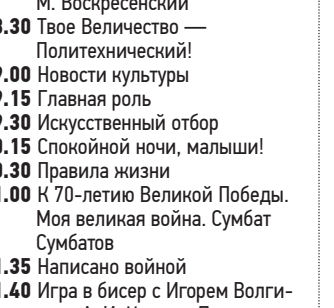 М. Воскресенский
.30 Твое Величество —
Политехнический!
.00 Новости культуры
.15 Главная роль
.30 Искусственный отбор
.15 Спокойной ночи, малыши!
.30 Правила жизни
.00 К 70-летию Великой Победы.
Моя великая война. Сумбат
Сумбатов
.35 Написано войной
.40 Игра в бисер с Игорем Волги-